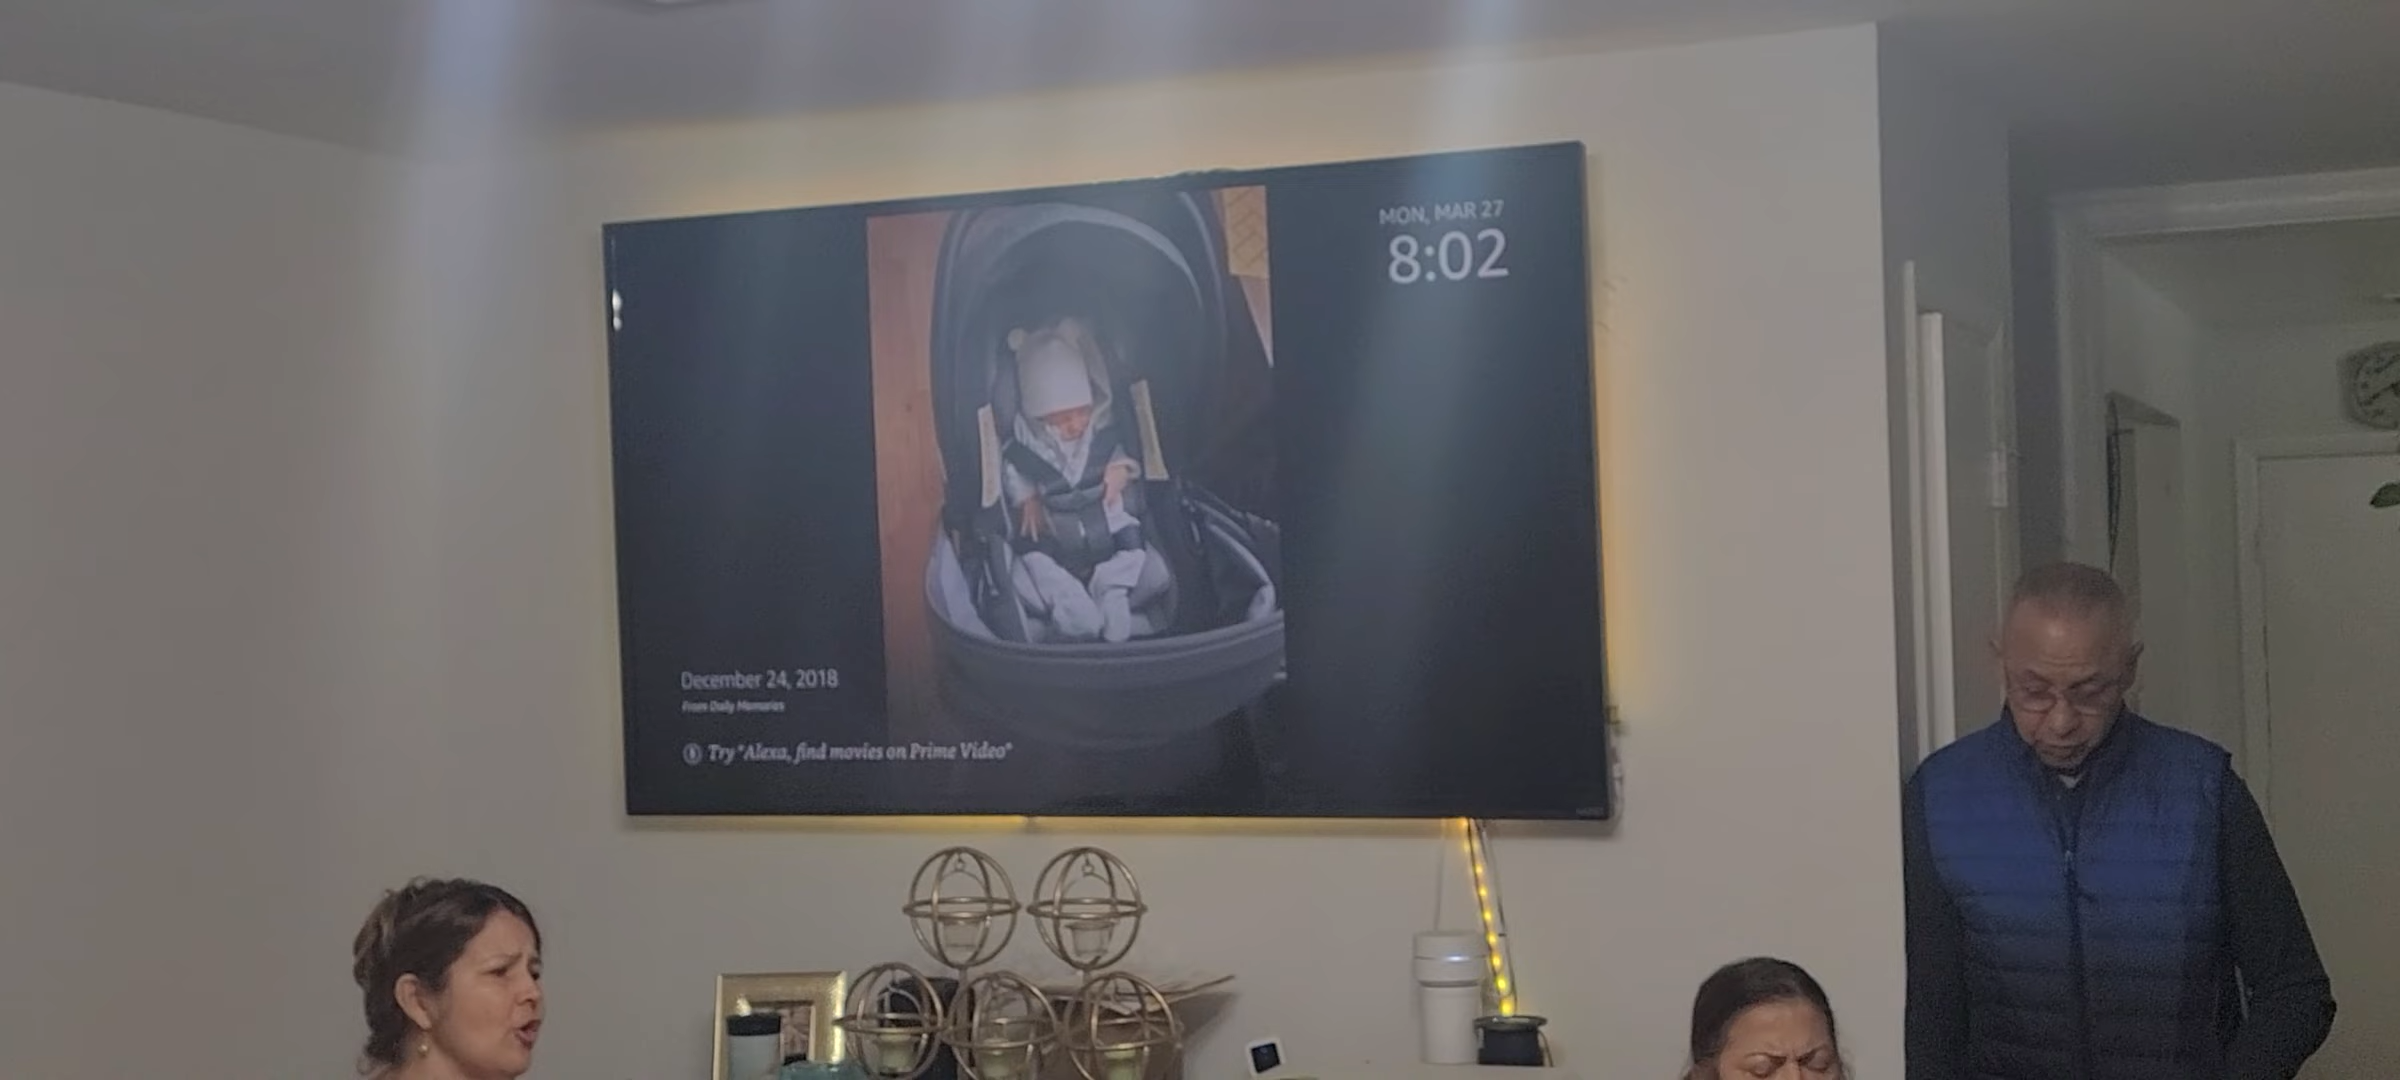 MON, MAR 27
8:02
December 24, 2018
From Daily Memories
Try "Alexa, find movies on Prime Video"